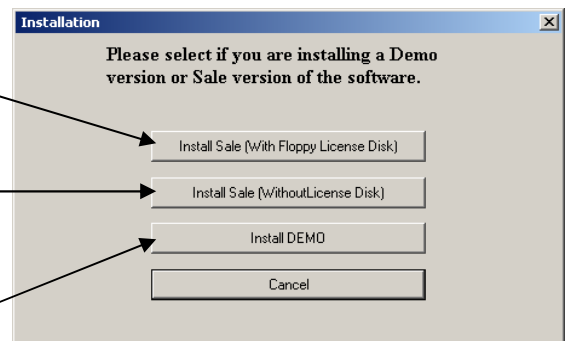 Installation
Please select if you are installing a Demo
version or Sale version of the software.
Install Sale (With Floppy License Disk)
Install Sale (WithoutLicense Disk)
Install DEMO
Cancel